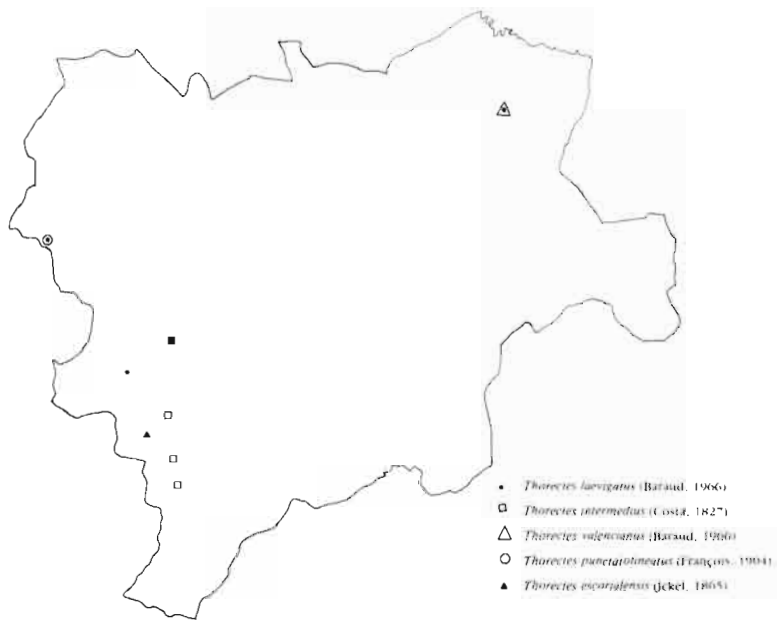 Thorectes laevigatus (Baraud, 1966)
Thorectes intermedius (Costa, 1827)
Thorectes valencianus (Baraud, 1966)
Thorectes punctatolineatus (François, 1904)
Thorectes escorialensis (Jekel, 1865)